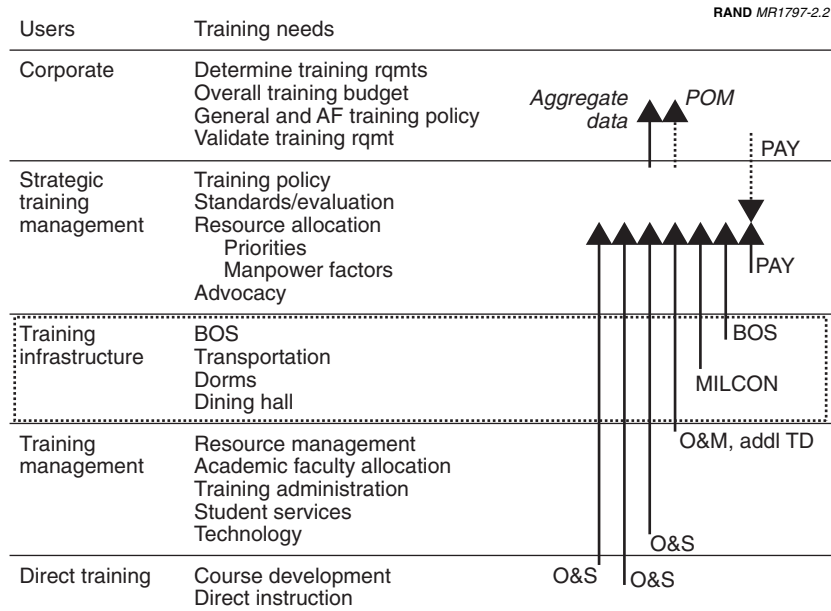 RAND MR1797-2.2
Users Training needs
Corporate Determine training rqmts
Overall training budget
General and AF training policy
Validate training rqmt
Aggregate data
POM
PAY
Strategic training management
Training policy
Standards/evaluation
Resource allocation
Priorities
Manpower factors
Advocacy
PAY
Training infrastructure
BOS
Transportation
Dorms
Dining hall
BOS
MILCON
Training management
Resource management
Academic faculty allocation
Training administration
Student services
Technology
O&M, addl TD
O&S
Direct training
Course development
Direct instruction
O&S
O&S